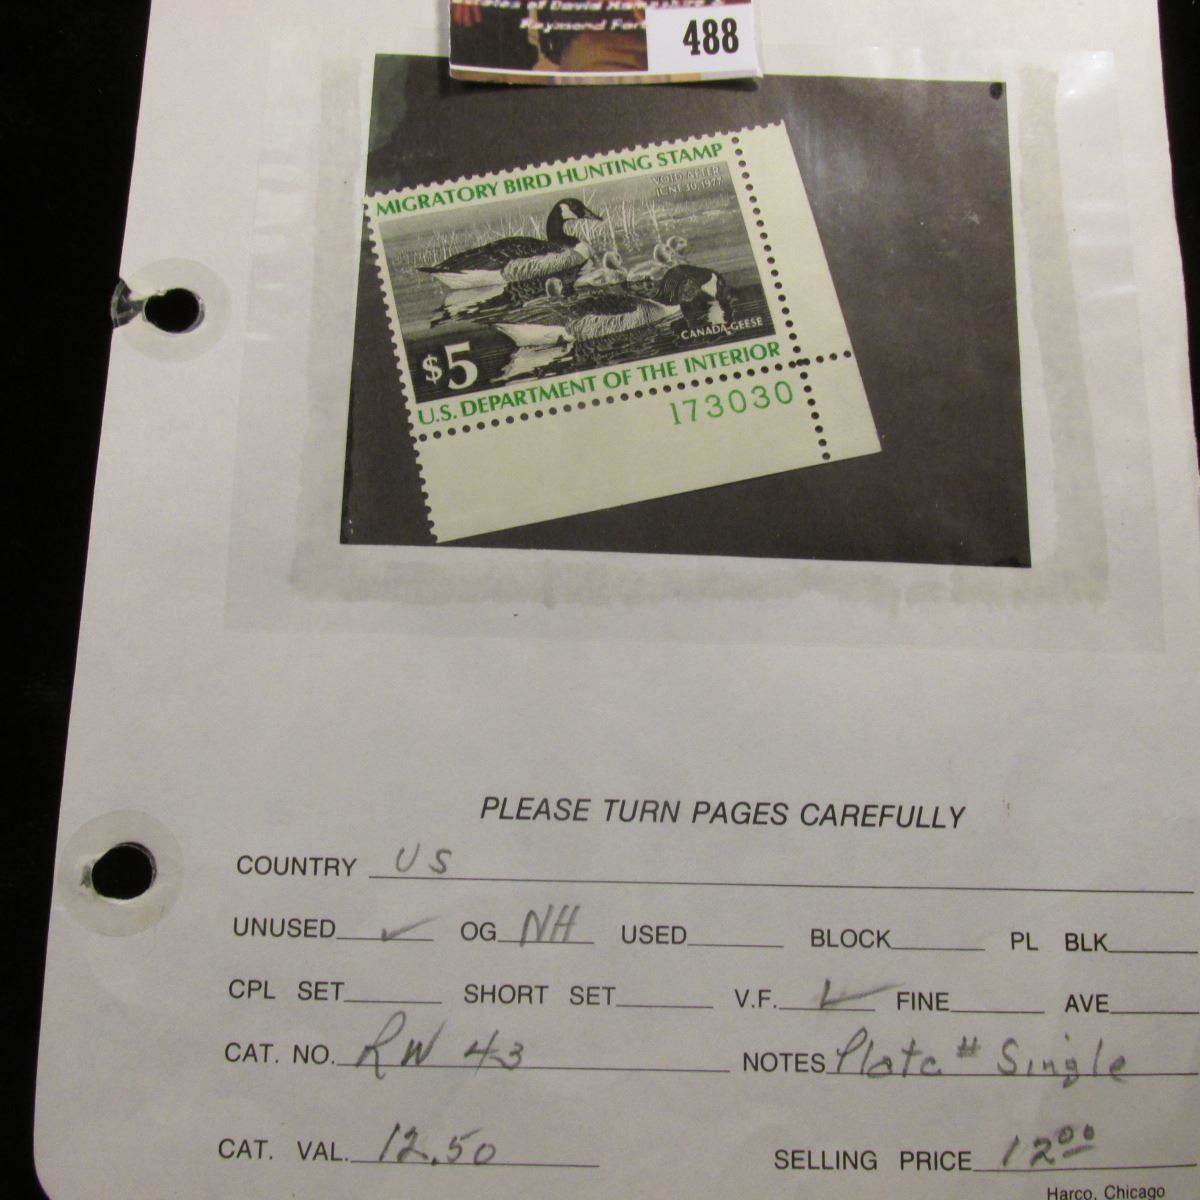 488
MIGRATORY BIRD HUNTING STAMP
VOID AFTER
JUNE 30, 1977
CANADA GEESE
$5
U.S. DEPARTMENT OF THE INTERIOR
173030
PLEASE TURN PAGES CAREFULLY
COUNTRY US
UNUSED ✓ OG NH USED BLOCK PL BLK
CPL SET SHORT SET V.F. ✓ FINE AVE
CAT. NO. RW 43 NOTES Plate # Single
CAT. VAL. 12.50 SELLING PRICE 1200
Harco, Chicago